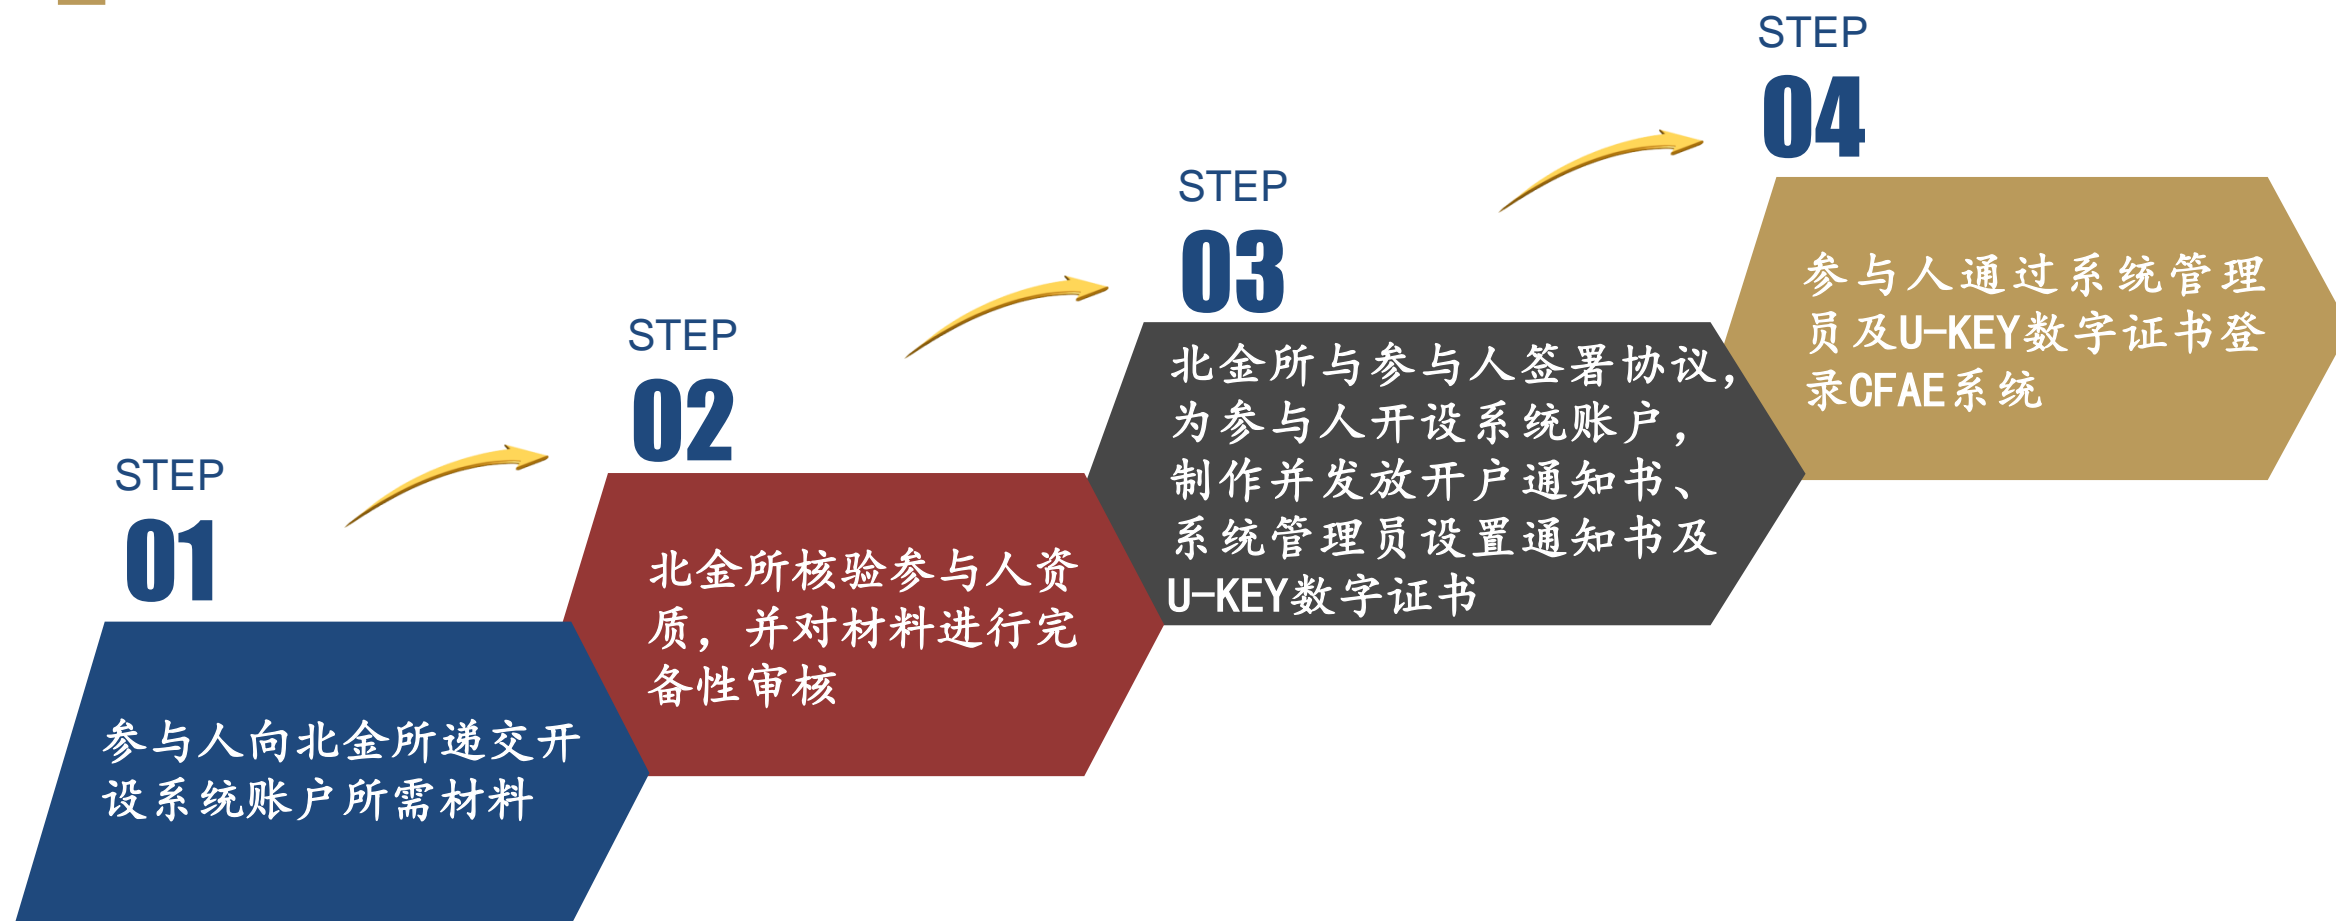 STEP
01
参与人向北金所递交开
设系统账户所需材料
STEP
02
北金所核验参与人资
质，并对材料进行完
备性审核
STEP
03
北金所与参与人签署协议，
为参与人开设系统账户，
制作并发放开户通知书、
系统管理员设置通知书及
U-KEY数字证书
STEP
04
参与人通过系统管理
员及U-KEY数字证书登
录CFAE系统